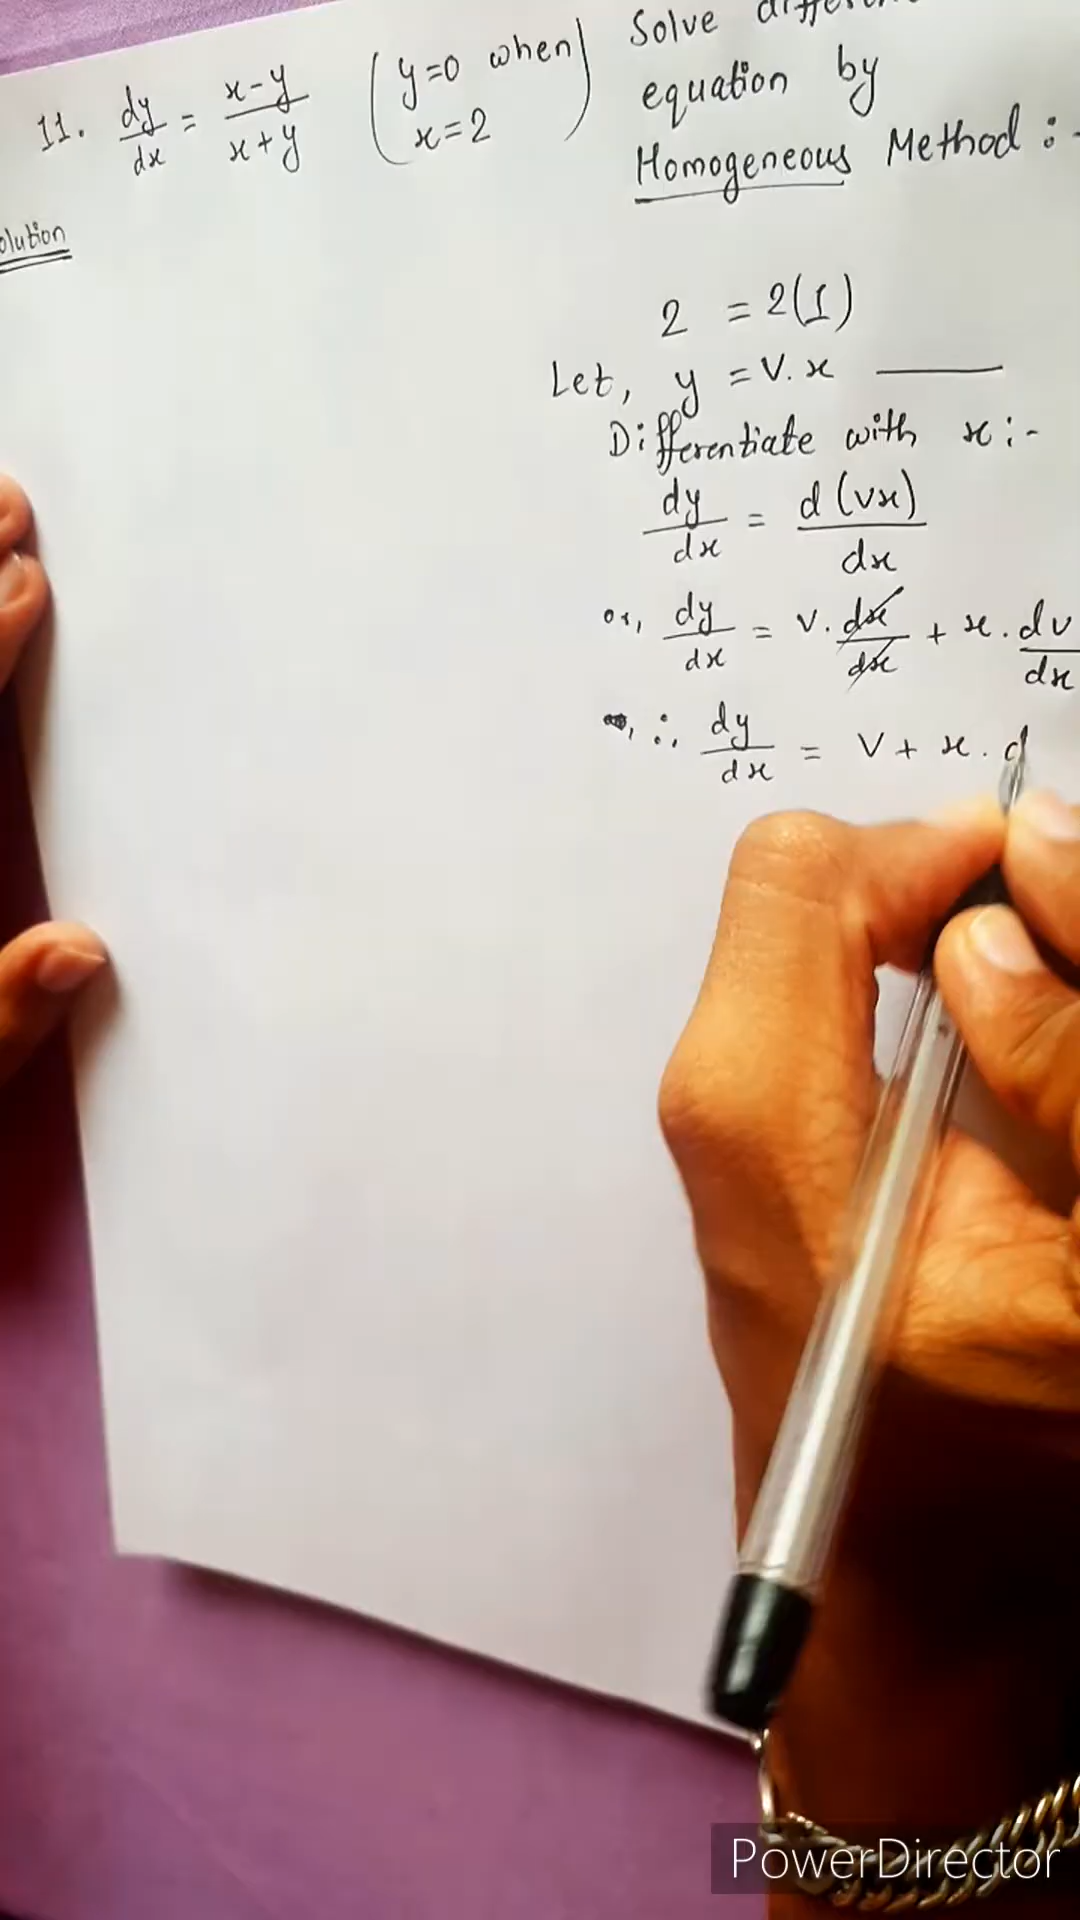 11. dy/dx = x-y/x+y (y=0 when x=2)
Solve
equation by
Homogeneous Method :-
olution
2 = 2(1)
Let, y = v.x
Differentiate with x:-
dy/dx = d(vx)/dx
or, dy/dx = v.dx/dx + x.dv/dx
∴ dy/dx = v + x.d
PowerDirector